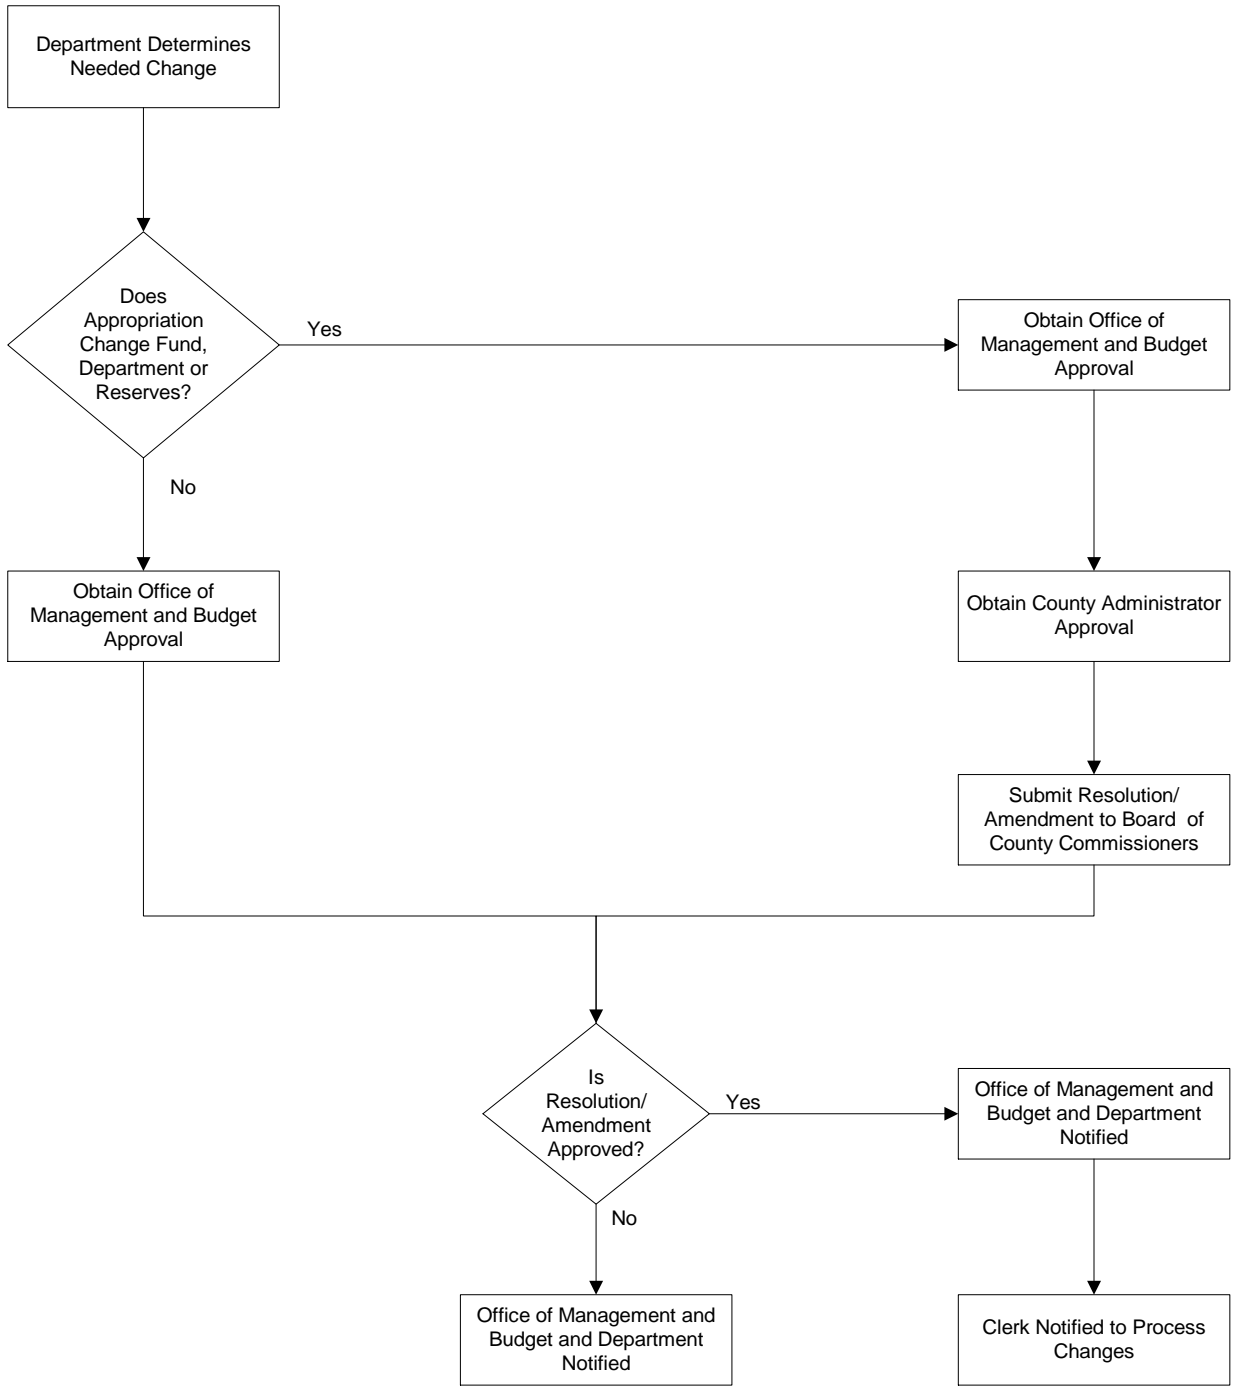 Department Determines
Needed Change
Does
Appropriation
Change Fund,
Department or
Reserves?
Yes
Obtain Office of
Management and Budget
Approval
No
Obtain Office of
Management and Budget
Approval
Obtain County Administrator
Approval
Submit Resolution/
Amendment to Board of
County Commissioners
Is
Resolution/
Amendment
Approved?
Yes
Office of Management and
Budget and Department
Notified
No
Office of Management and
Budget and Department
Notified
Clerk Notified to Process
Changes